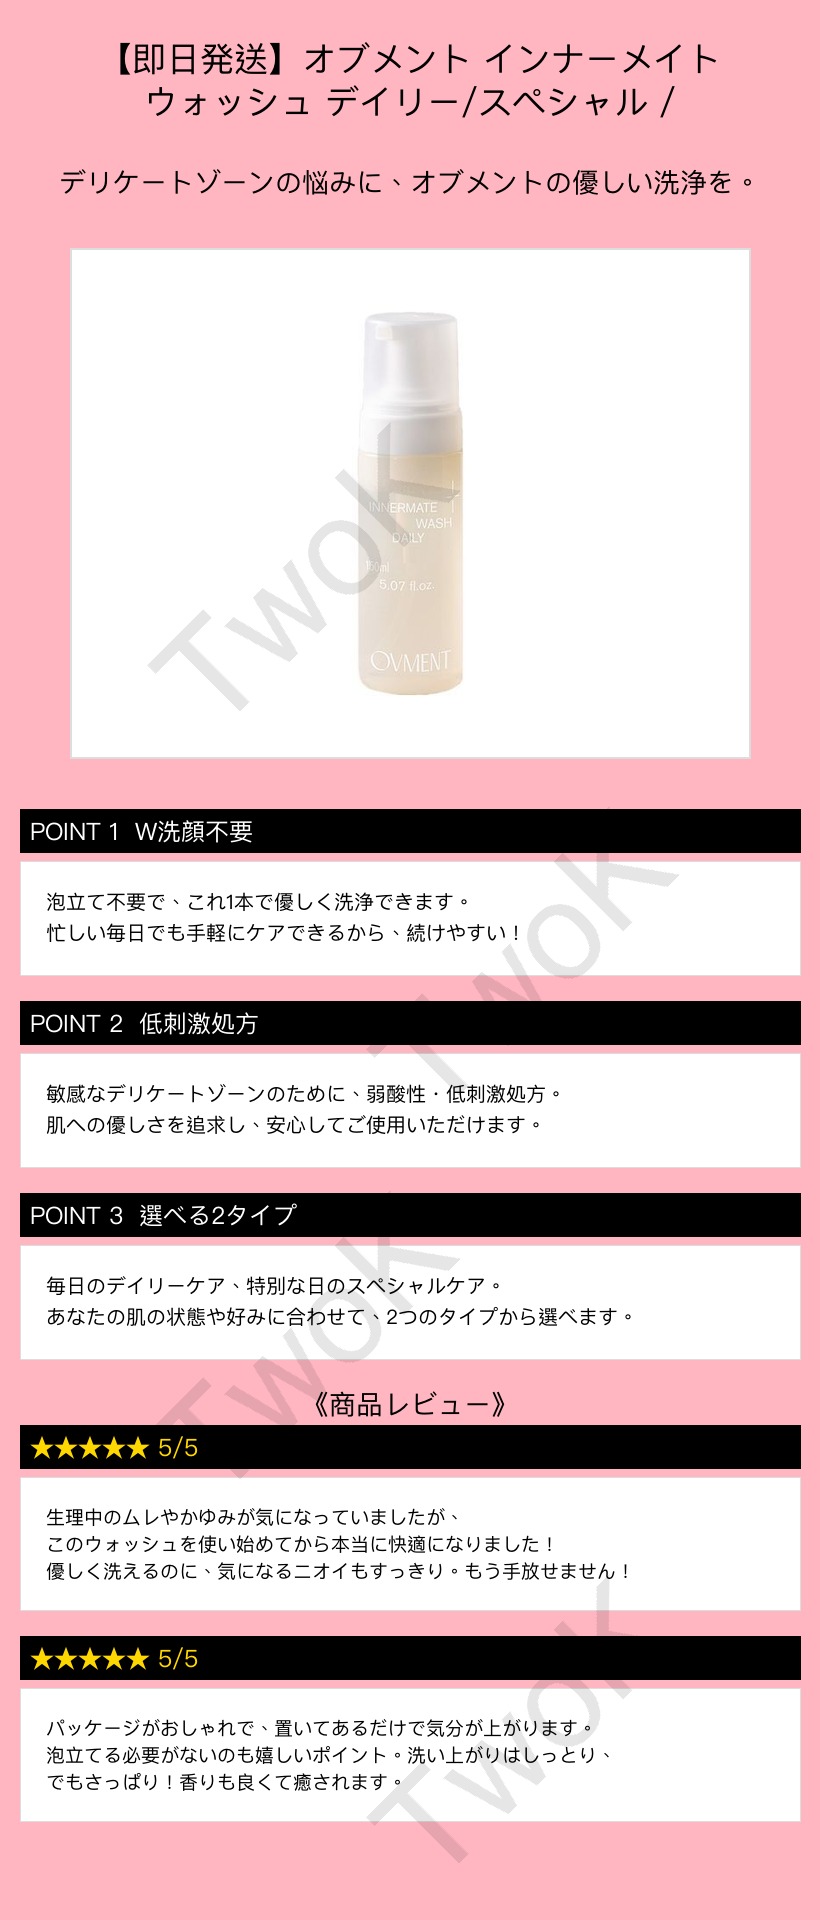 【即日発送】オブメント インナーメイト
ウォッシュ デイリー/スペシャル /
デリケートゾーンの悩みに、オブメントの優しい洗浄を。
INNERMATE
WASH
DAILY
150ml
5.07 fl.oz.
OVMENT
Twok
POINT 1 W洗顔不要
泡立て不要で、これ1本で優しく洗浄できます。
忙しい毎日でも手軽にケアできるから、続けやすい！
Twok
POINT 2 低刺激処方
敏感なデリケートゾーンのために、弱酸性・低刺激処方。
肌への優しさを追求し、安心してご使用いただけます。
POINT 3 選べる2タイプ
毎日のデイリーケア、特別な日のスペシャルケア。
あなたの肌の状態や好みに合わせて、2つのタイプから選べます。
Twok
《商品レビュー》
★★★★★ 5/5
生理中のムレやかゆみが気になっていましたが、
このウォッシュを使い始めてから本当に快適になりました！
優しく洗えるのに、気になるニオイもすっきり。もう手放せません！
★★★★★ 5/5
パッケージがおしゃれで、置いてあるだけで気分が上がります。
泡立てる必要がないのも嬉しいポイント。洗い上がりはしっとり、
でもさっぱり！香りも良くて癒されます。
Twok